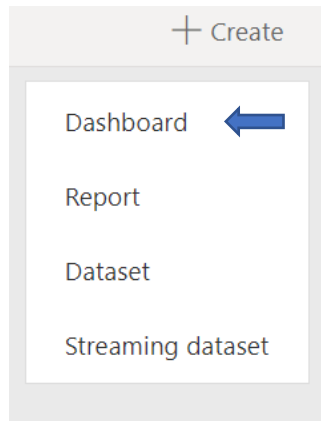 + Create
Dashboard
Report
Dataset
Streaming dataset